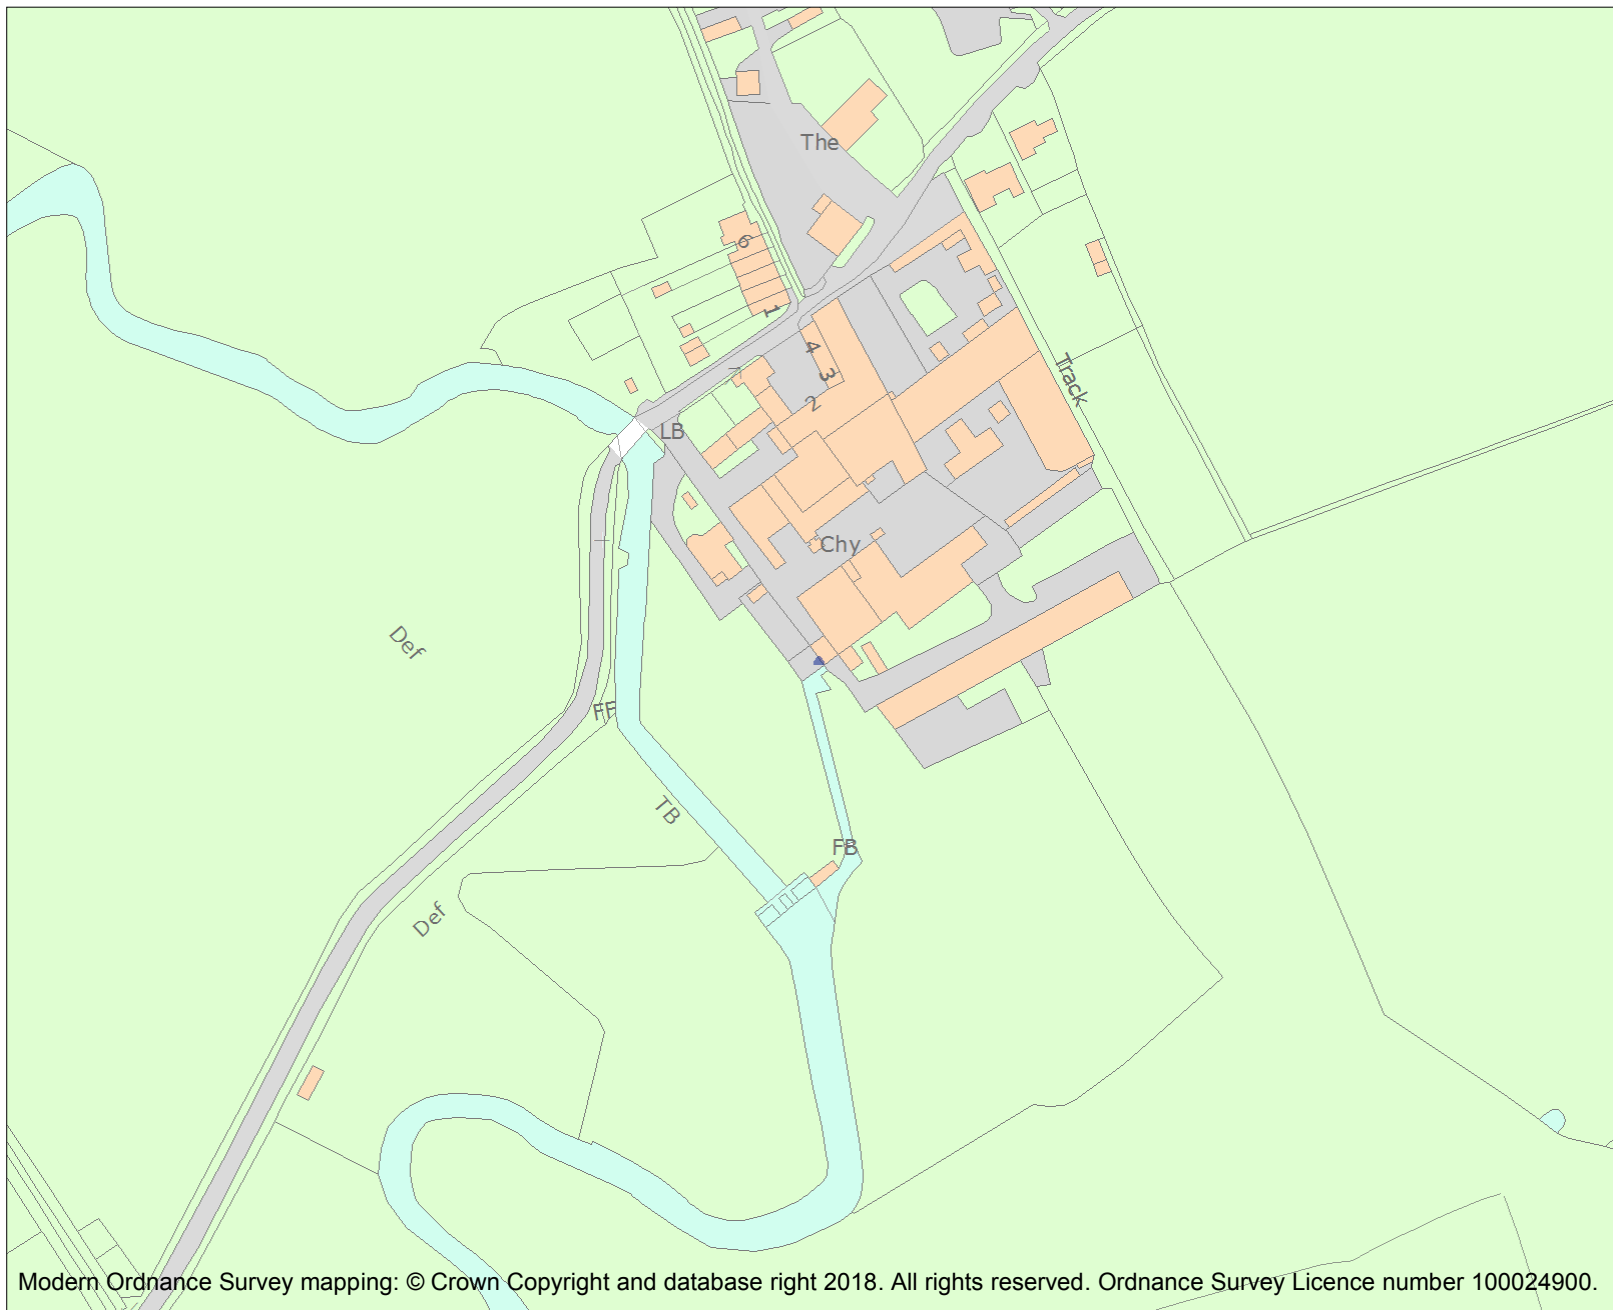 The
6
1
4
3
2
Track
LB
Chy
Def
FF
TB
FB
Def
Modern Ordnance Survey mapping: © Crown Copyright and database right 2018. All rights reserved. Ordnance Survey Licence number 100024900.